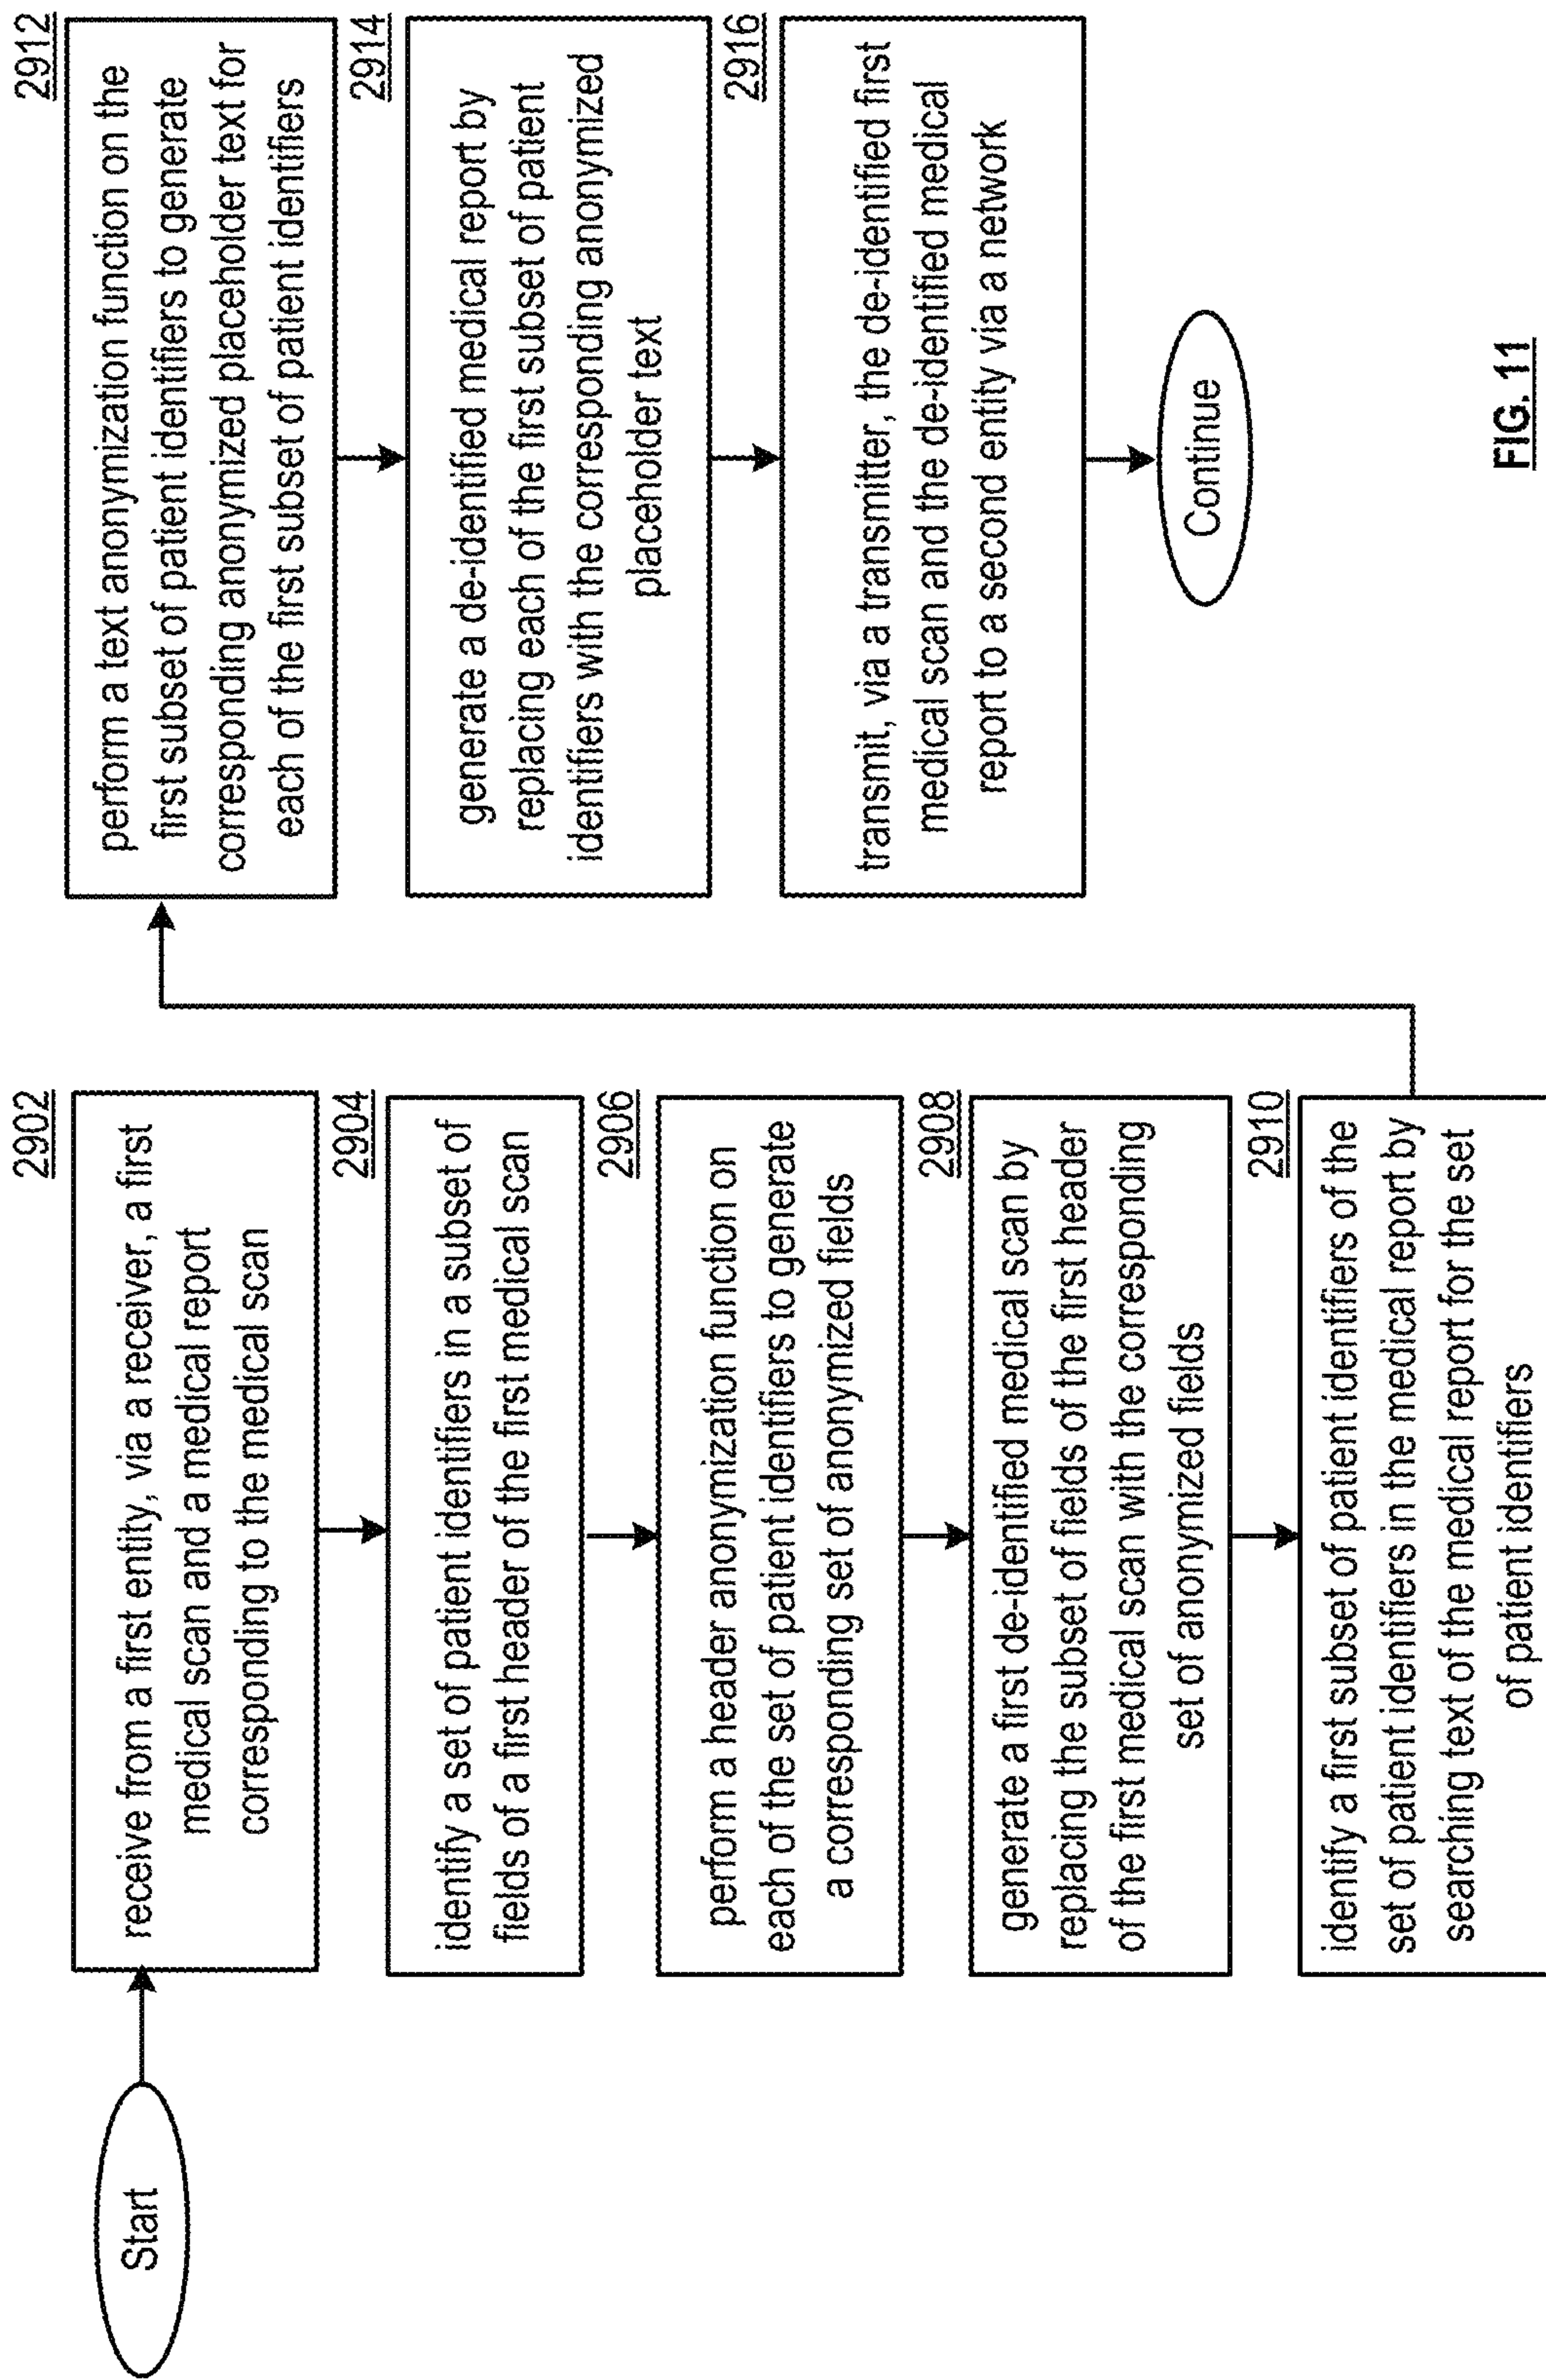 Start
2902
receive from a first entity, via a receiver, a first
medical scan and a medical report
corresponding to the medical scan
2904
identify a set of patient identifiers in a subset of
fields of a first header of the first medical scan
2906
perform a header anonymization function on
each of the set of patient identifiers to generate
a corresponding set of anonymized fields
2908
generate a first de-identified medical scan by
replacing the subset of fields of the first header
of the first medical scan with the corresponding
set of anonymized fields
2910
identify a first subset of patient identifiers of the
set of patient identifiers in the medical report by
searching text of the medical report for the set
of patient identifiers
2912
perform a text anonymization function on the
first subset of patient identifiers to generate
corresponding anonymized placeholder text for
each of the first subset of patient identifiers
2914
generate a de-identified medical report by
replacing each of the first subset of patient
identifiers with the corresponding anonymized
placeholder text
2916
transmit, via a transmitter, the de-identified first
medical scan and the de-identified medical
report to a second entity via a network
Continue
FIG. 11